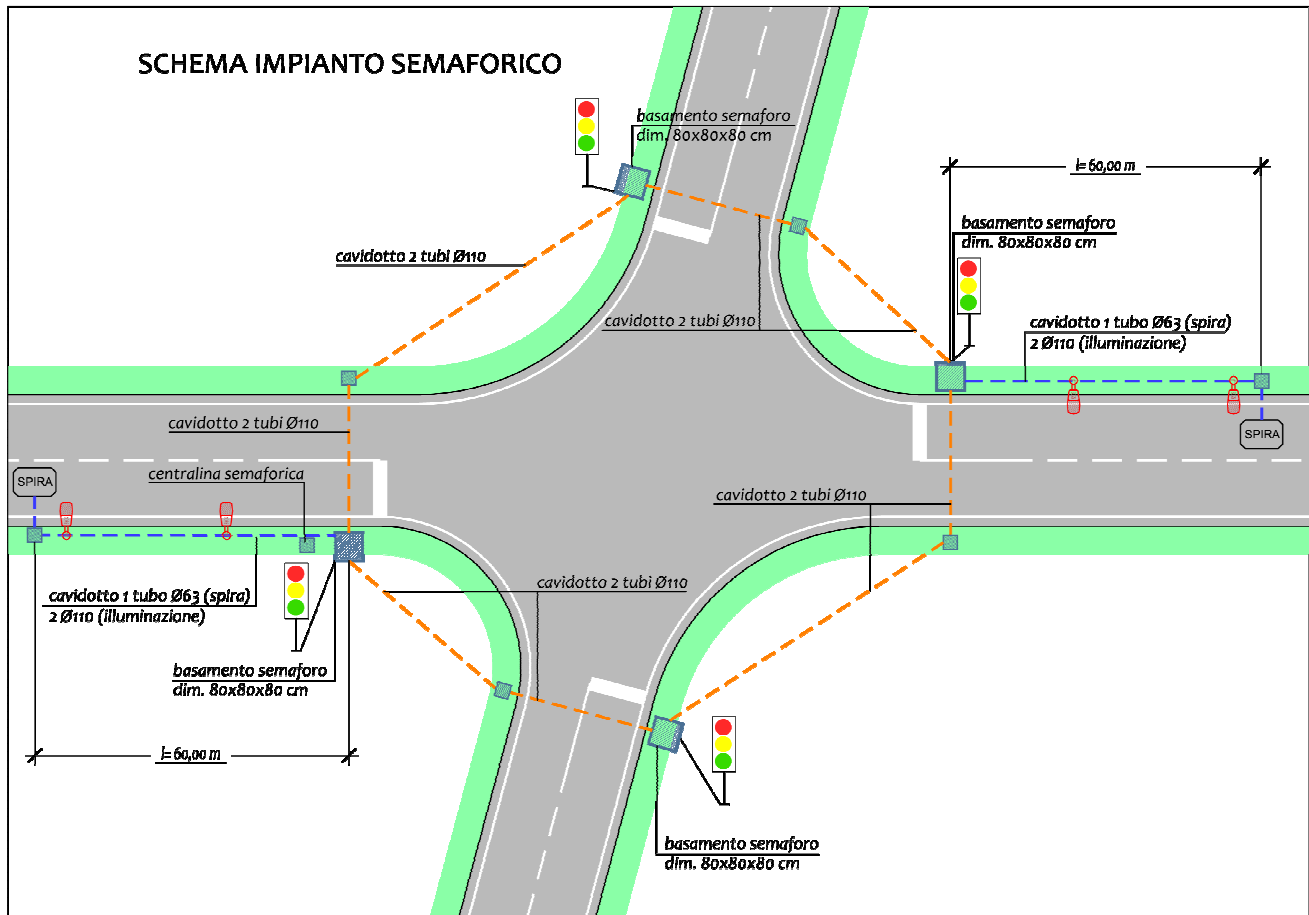 SCHEMA IMPIANTO SEMAFORICO
basamento semaforo
dim. 80x80x80 cm
l= 60,00 m
basamento semaforo
dim. 80x80x80 cm
cavidotto 2 tubi Ø110
cavidotto 2 tubi Ø110
cavidotto 1 tubo Ø63 (spira)
2 Ø110 (illuminazione)
cavidotto 2 tubi Ø110
SPIRA
centralina semaforica
SPIRA
cavidotto 2 tubi Ø110
cavidotto 2 tubi Ø110
cavidotto 1 tubo Ø63 (spira)
2 Ø110 (illuminazione)
basamento semaforo
dim. 80x80x80 cm
l= 60,00 m
basamento semaforo
dim. 80x80x80 cm